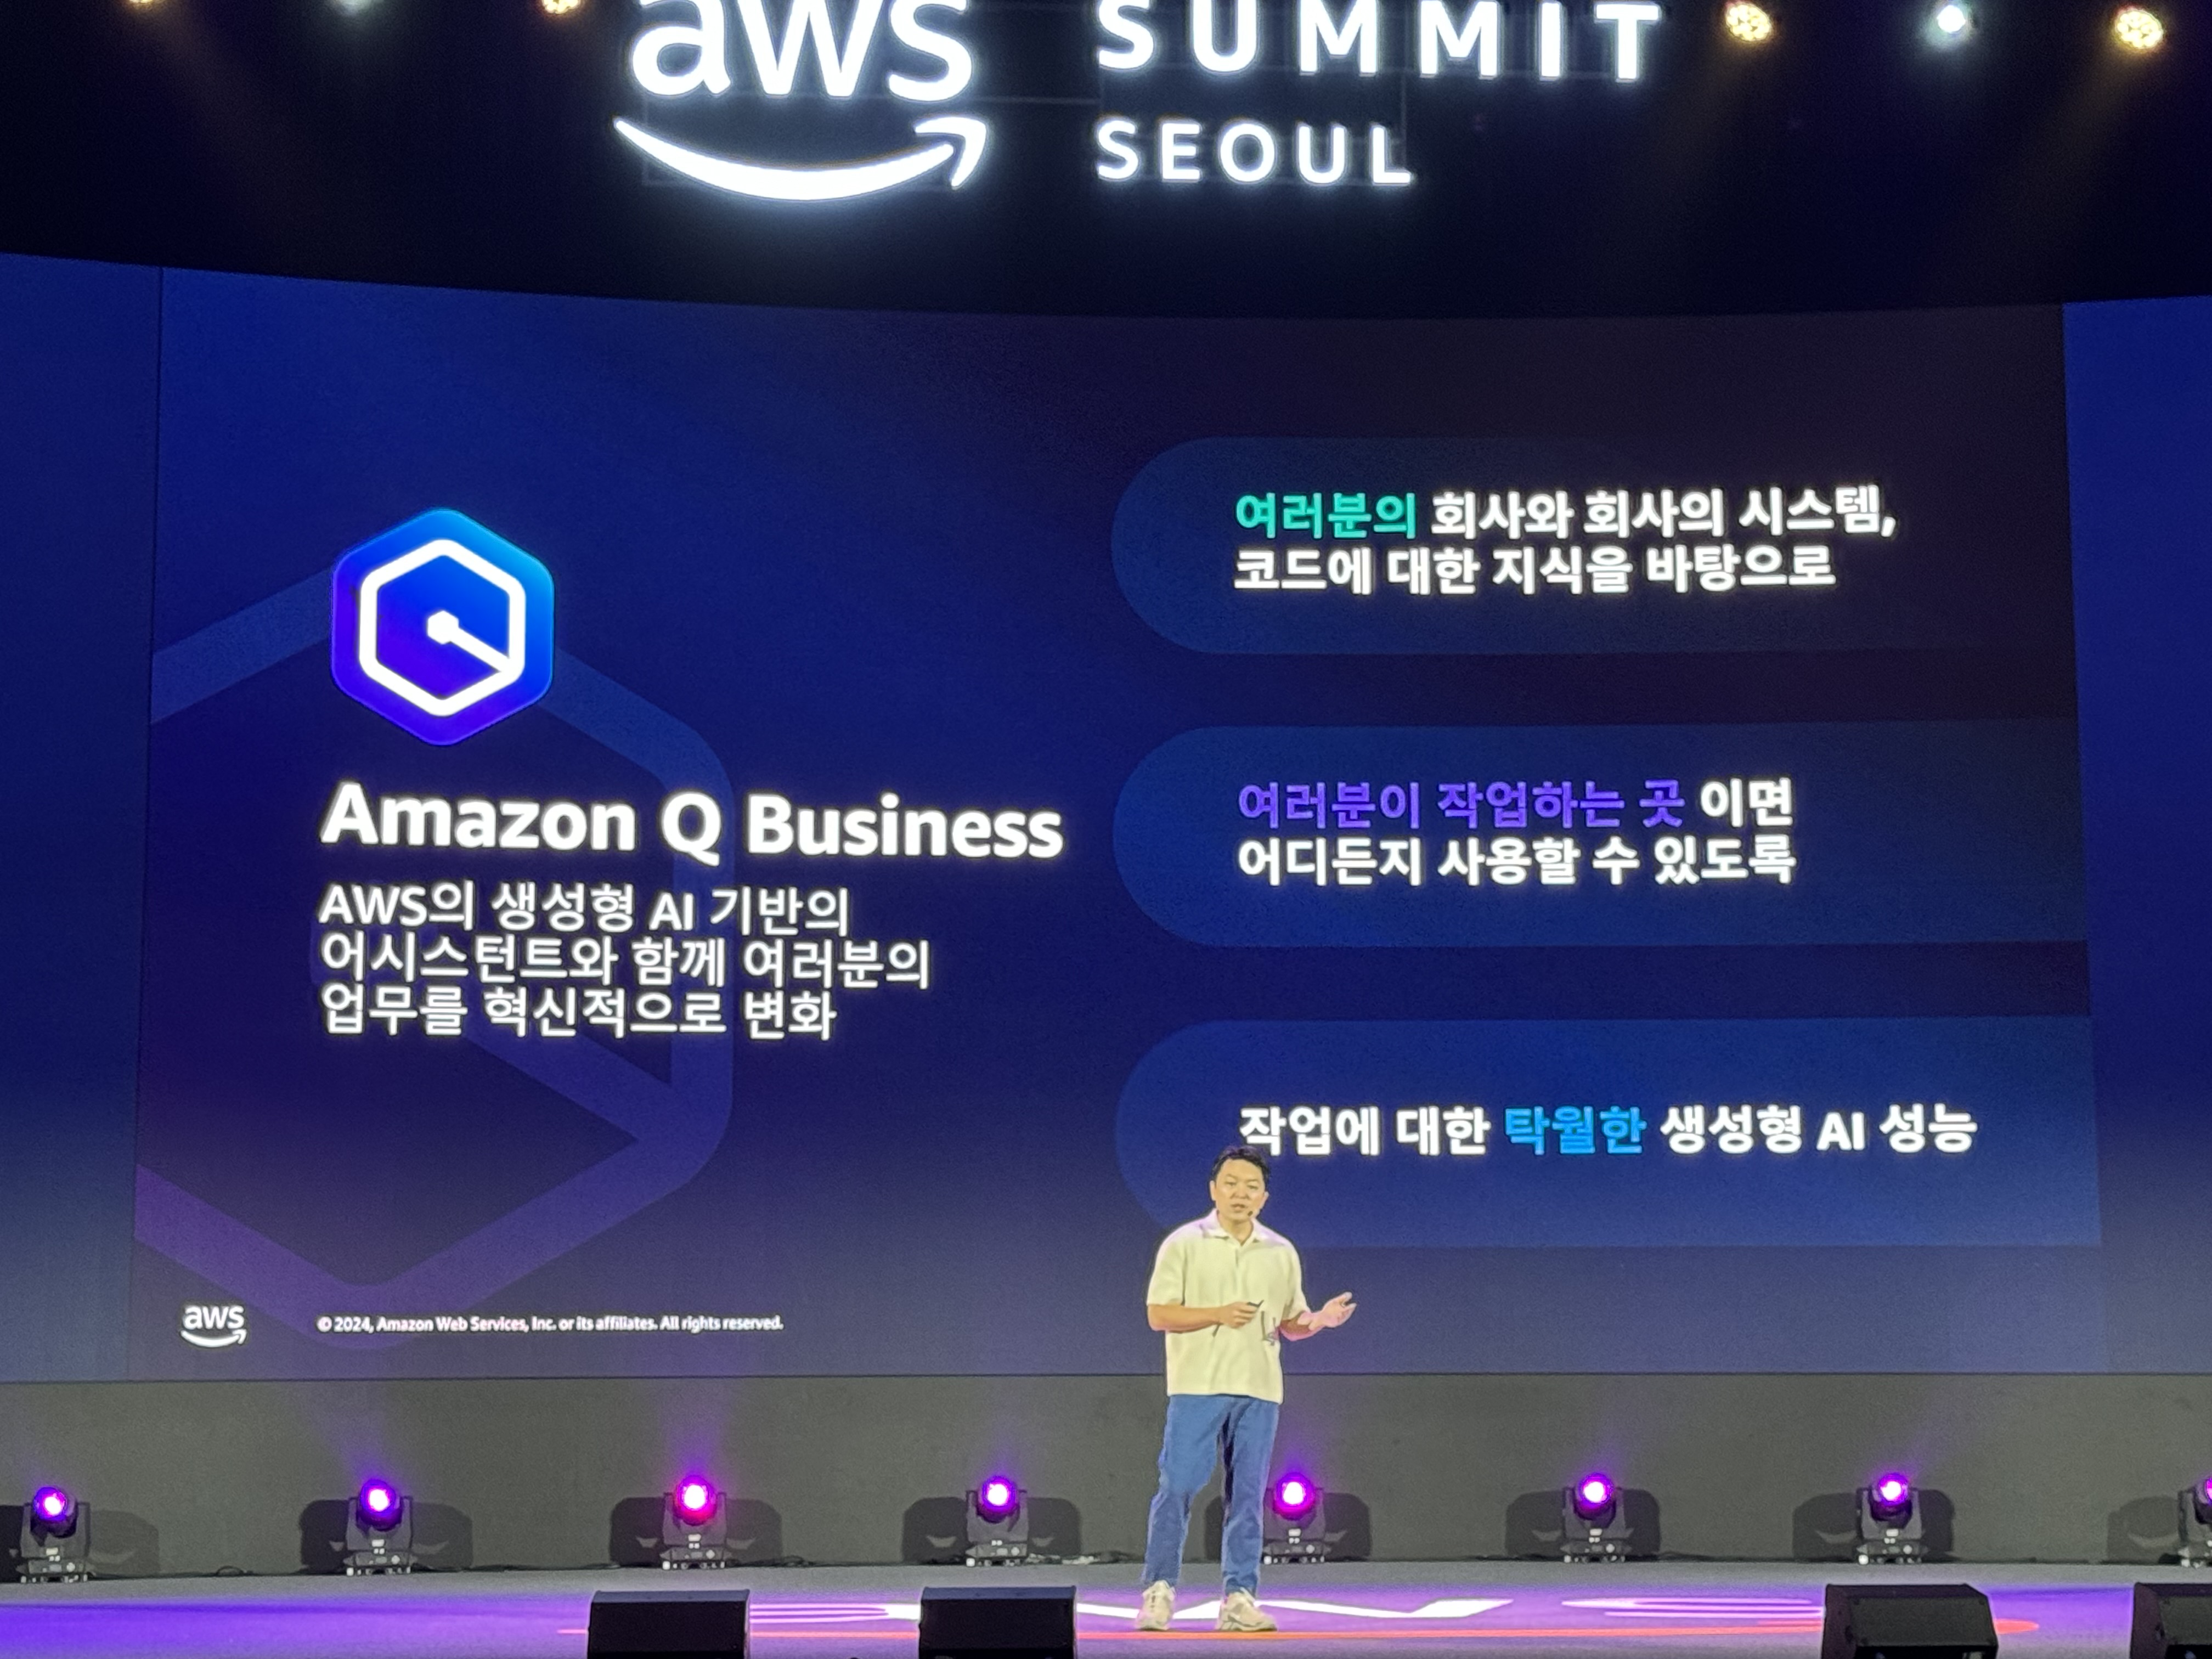 aws SUMMIT
SEOUL
Amazon Q Business
AWS의 생성형 AI 기반의
어시스턴트와 함께 여러분의
업무를 혁신적으로 변화
여러분의 회사와 회사의 시스템,
코드에 대한 지식을 바탕으로
여러분이 작업하는 곳 이면
어디든지 사용할 수 있도록
작업에 대한 탁월한 생성형 AI 성능
aws
© 2024, Amazon Web Services, Inc. or its affiliates. All rights reserved.